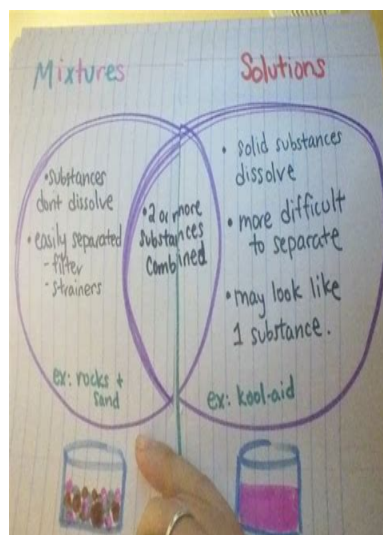 Mixtures
Solutions
•substances
dont dissolve
•easily separated
-filter
-strainers
ex: rocks +
sand
•2 or more
substances
combined
• solid substances
dissolve
• more difficult
to separate
•may look like
1 substance.
ex: kool-aid